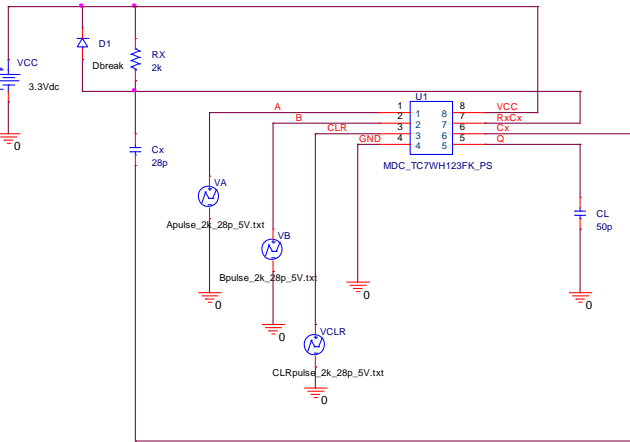 D1
Dbreak
RX
2k
VCC
3.3Vdc
0
U1
A
B
CLR
GND
1
2
3
4
1
2
3
4
8
7
6
5
8
7
6
5
VCC
RxCx
Cx
Q
MDC_TC7WH123FK_PS
Cx
28p
VA
Apulse_2k_28p_5V.txt
CL
50p
VB
Bpulse_2k_28p_5V.txt
0
0
0
0
VCLR
CLRpulse_2k_28p_5V.txt
0